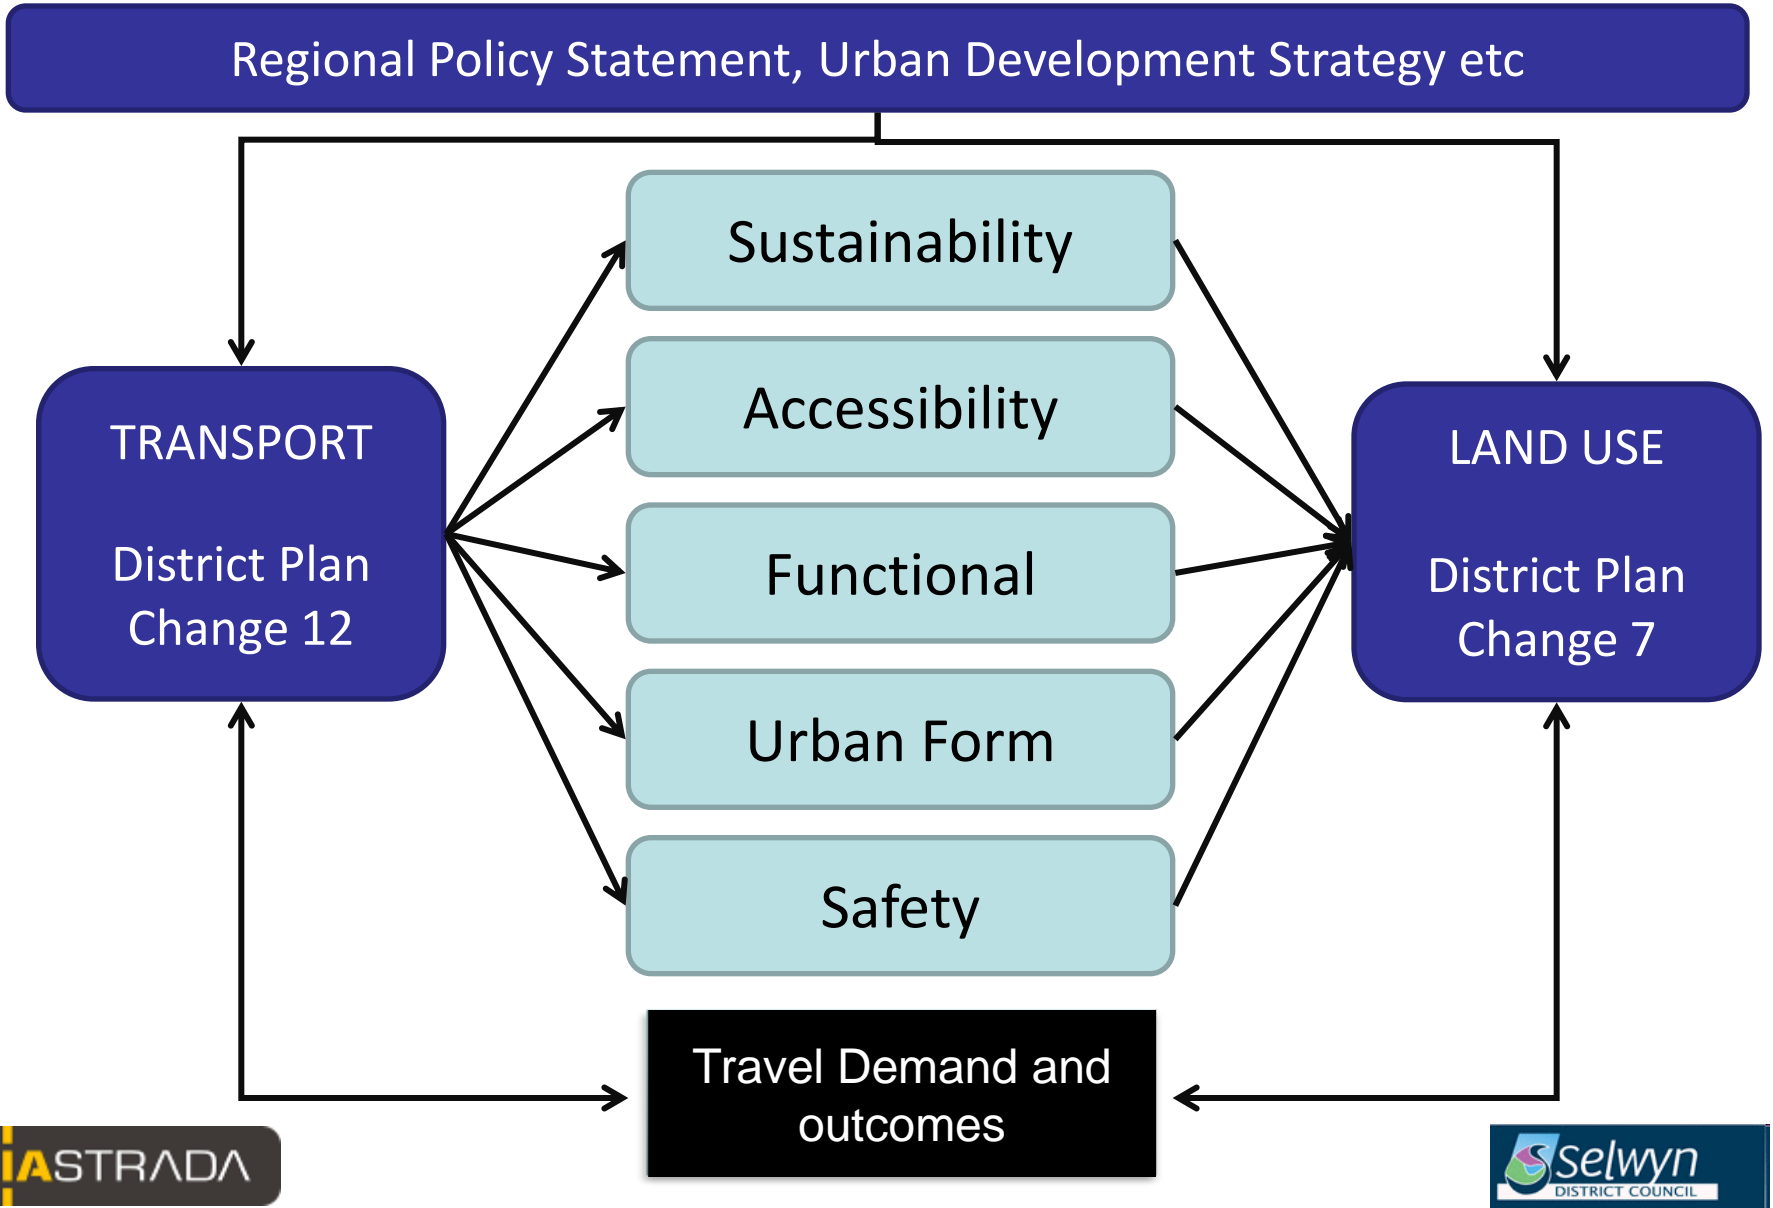 Regional Policy Statement, Urban Development Strategy etc
Sustainability
Accessibility
Functional
Urban Form
Safety
TRANSPORT
District Plan
Change 12
LAND USE
District Plan
Change 7
Travel Demand and
outcomes
ASTRADA
Selwyn
DISTRICT COUNCIL